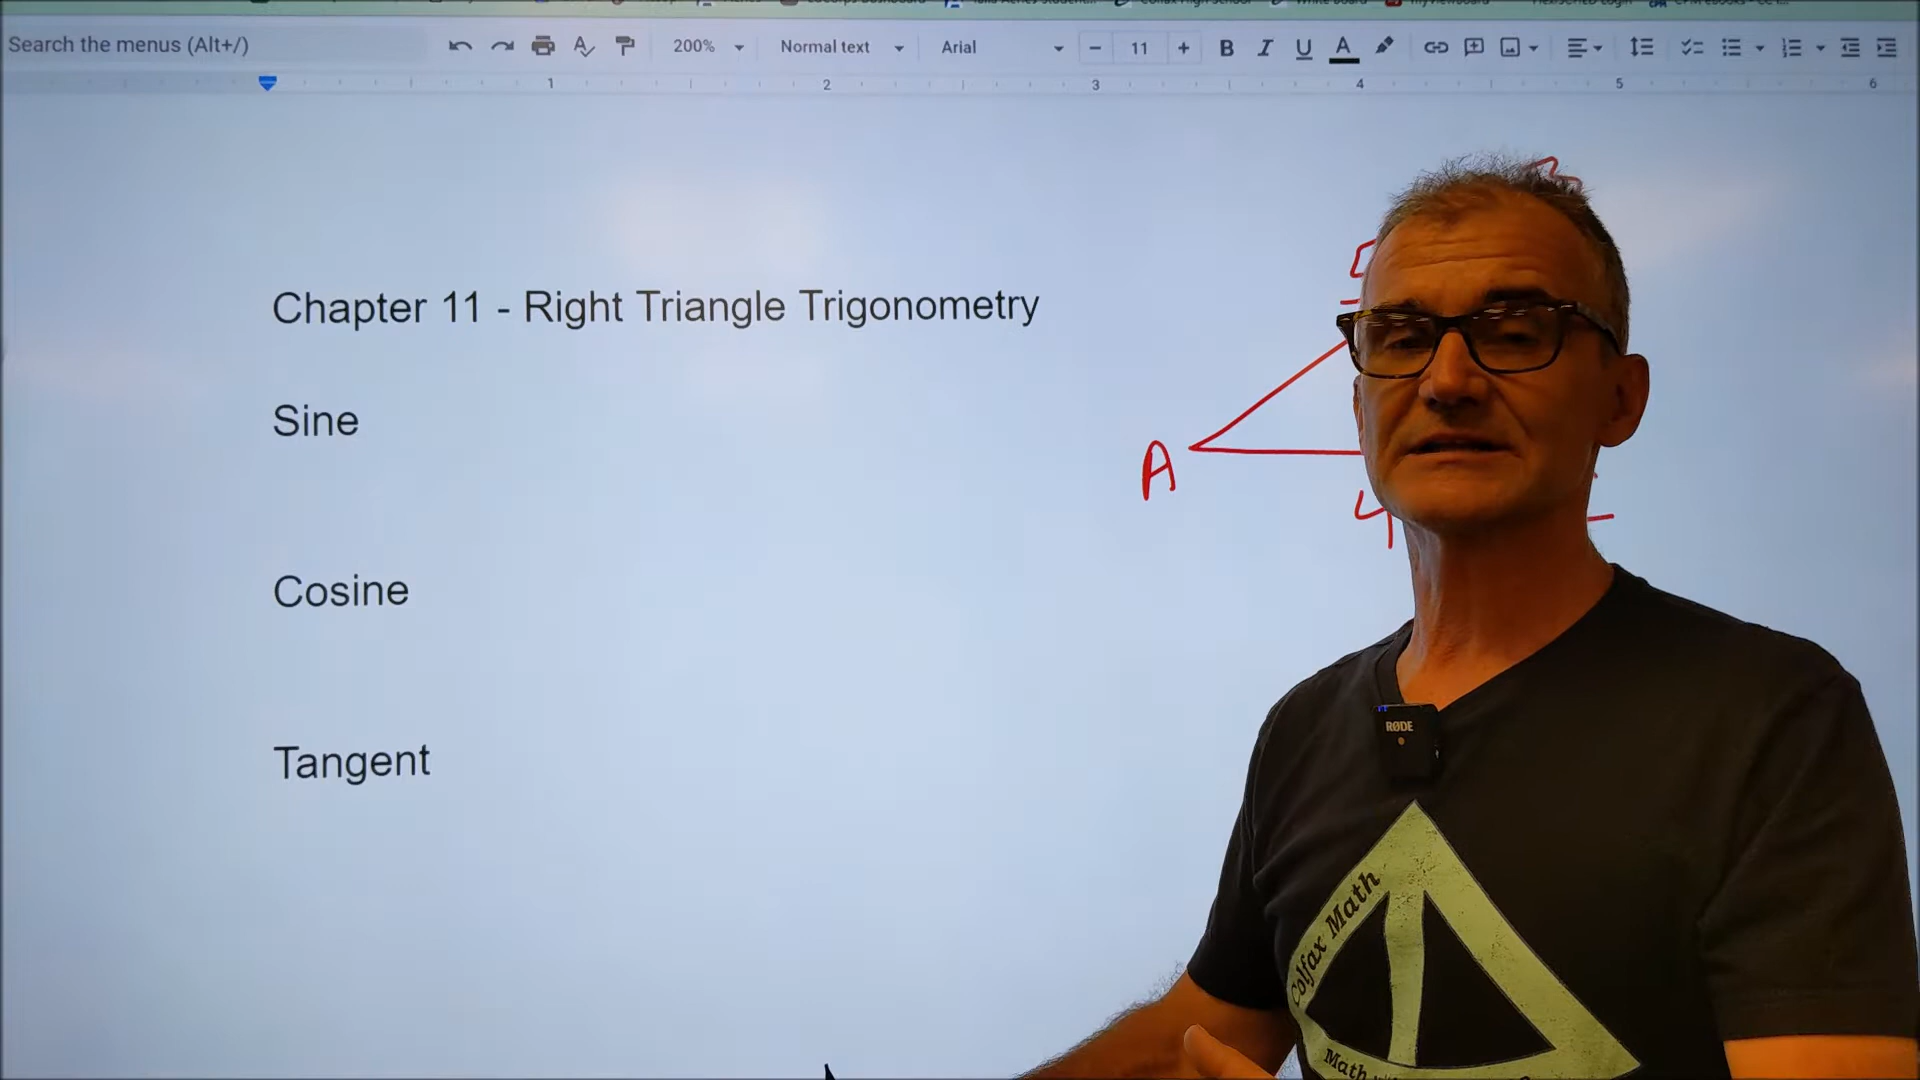 Search the menus (Alt+/)
200%
Normal text
Arial
11
B
I
U
A
1
2
3
4
5
6
Chapter 11 - Right Triangle Trigonometry
Sine
A
4
Cosine
Tangent
RØDE
Colfax Math
Math